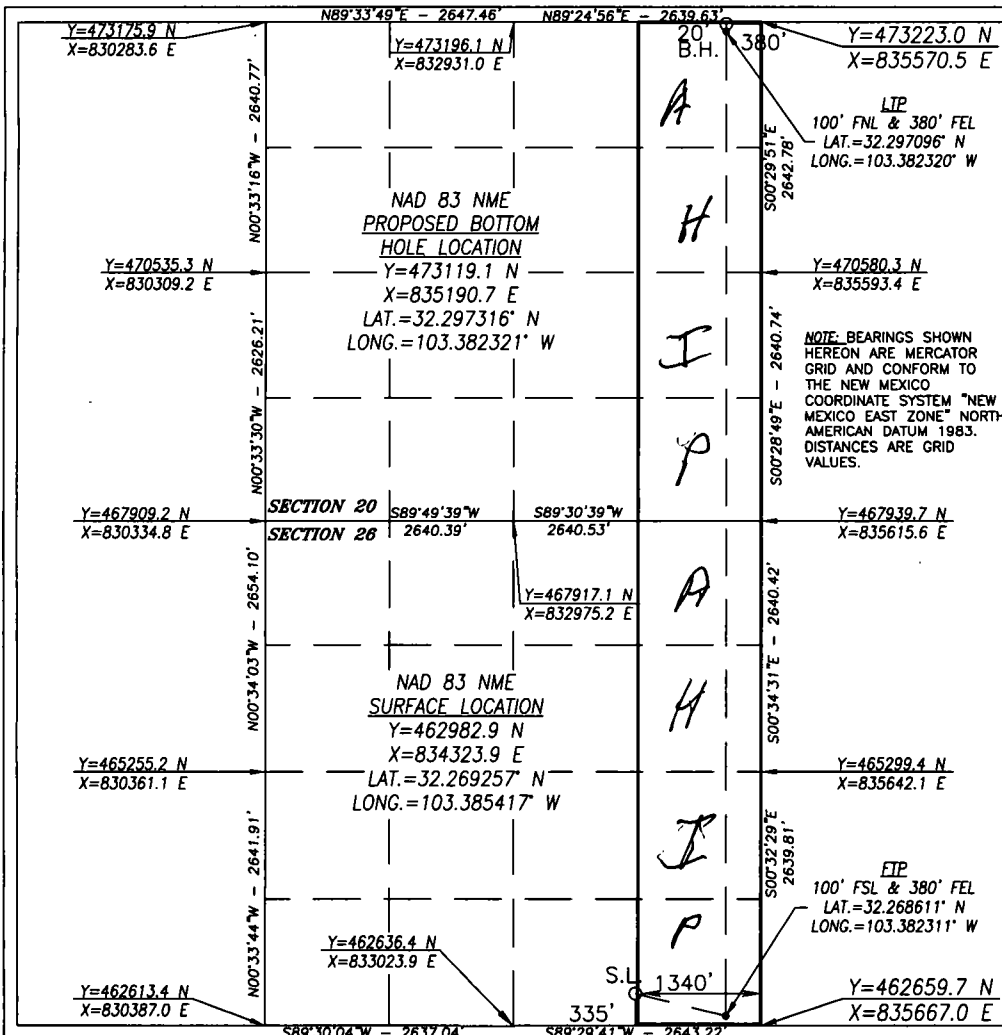 N89°33'49"E - 2647.46'
N89°24'56"E - 2639.63'
Y=473175.9 N
X=830283.6 E
Y=473196.1 N
X=832931.0 E
20'
B.H.
380'
Y=473223.0 N
X=835570.5 E
N00°33'16"W - 2640.77'
A
LTP
100' FNL & 380' FEL
LAT.=32.297096° N
LONG.=103.382320° W
S00°29'51"E
2642.78'
NAD 83 NME
PROPOSED BOTTOM
HOLE LOCATION
Y=473119.1 N
X=835190.7 E
LAT.=32.297316° N
LONG.=103.382321° W
H
Y=470535.3 N
X=830309.2 E
Y=470580.3 N
X=835593.4 E
N00°33'30"W - 2626.21'
I
S00°28'49"E - 2640.74'
NOTE: BEARINGS SHOWN
HEREON ARE MERCATOR
GRID AND CONFORM TO
THE NEW MEXICO
COORDINATE SYSTEM "NEW
MEXICO EAST ZONE" NORTH
AMERICAN DATUM 1983.
DISTANCES ARE GRID
VALUES.
P
SECTION 20
SECTION 26
S89°49'39"W
2640.39'
S89°30'39"W
2640.53'
Y=467909.2 N
X=830334.8 E
Y=467939.7 N
X=835615.6 E
Y=467917.1 N
X=832975.2 E
N00°34'03"W - 2654.10'
A
S00°34'31"E - 2640.42'
NAD 83 NME
SURFACE LOCATION
Y=462982.9 N
X=834323.9 E
LAT.=32.269257° N
LONG.=103.385417° W
H
Y=465255.2 N
X=830361.1 E
Y=465299.4 N
X=835642.1 E
N00°33'44"W - 2641.91'
I
S00°32'29"E
2639.81'
FTP
100' FSL & 380' FEL
LAT.=32.268611° N
LONG.=103.382311° W
P
Y=462636.4 N
X=833023.9 E
S.L.
1340'
335'
Y=462613.4 N
X=830387.0 E
Y=462659.7 N
X=835667.0 E
S89°30'04"W - 2637.04'
S89°29'41"W - 2643.22'